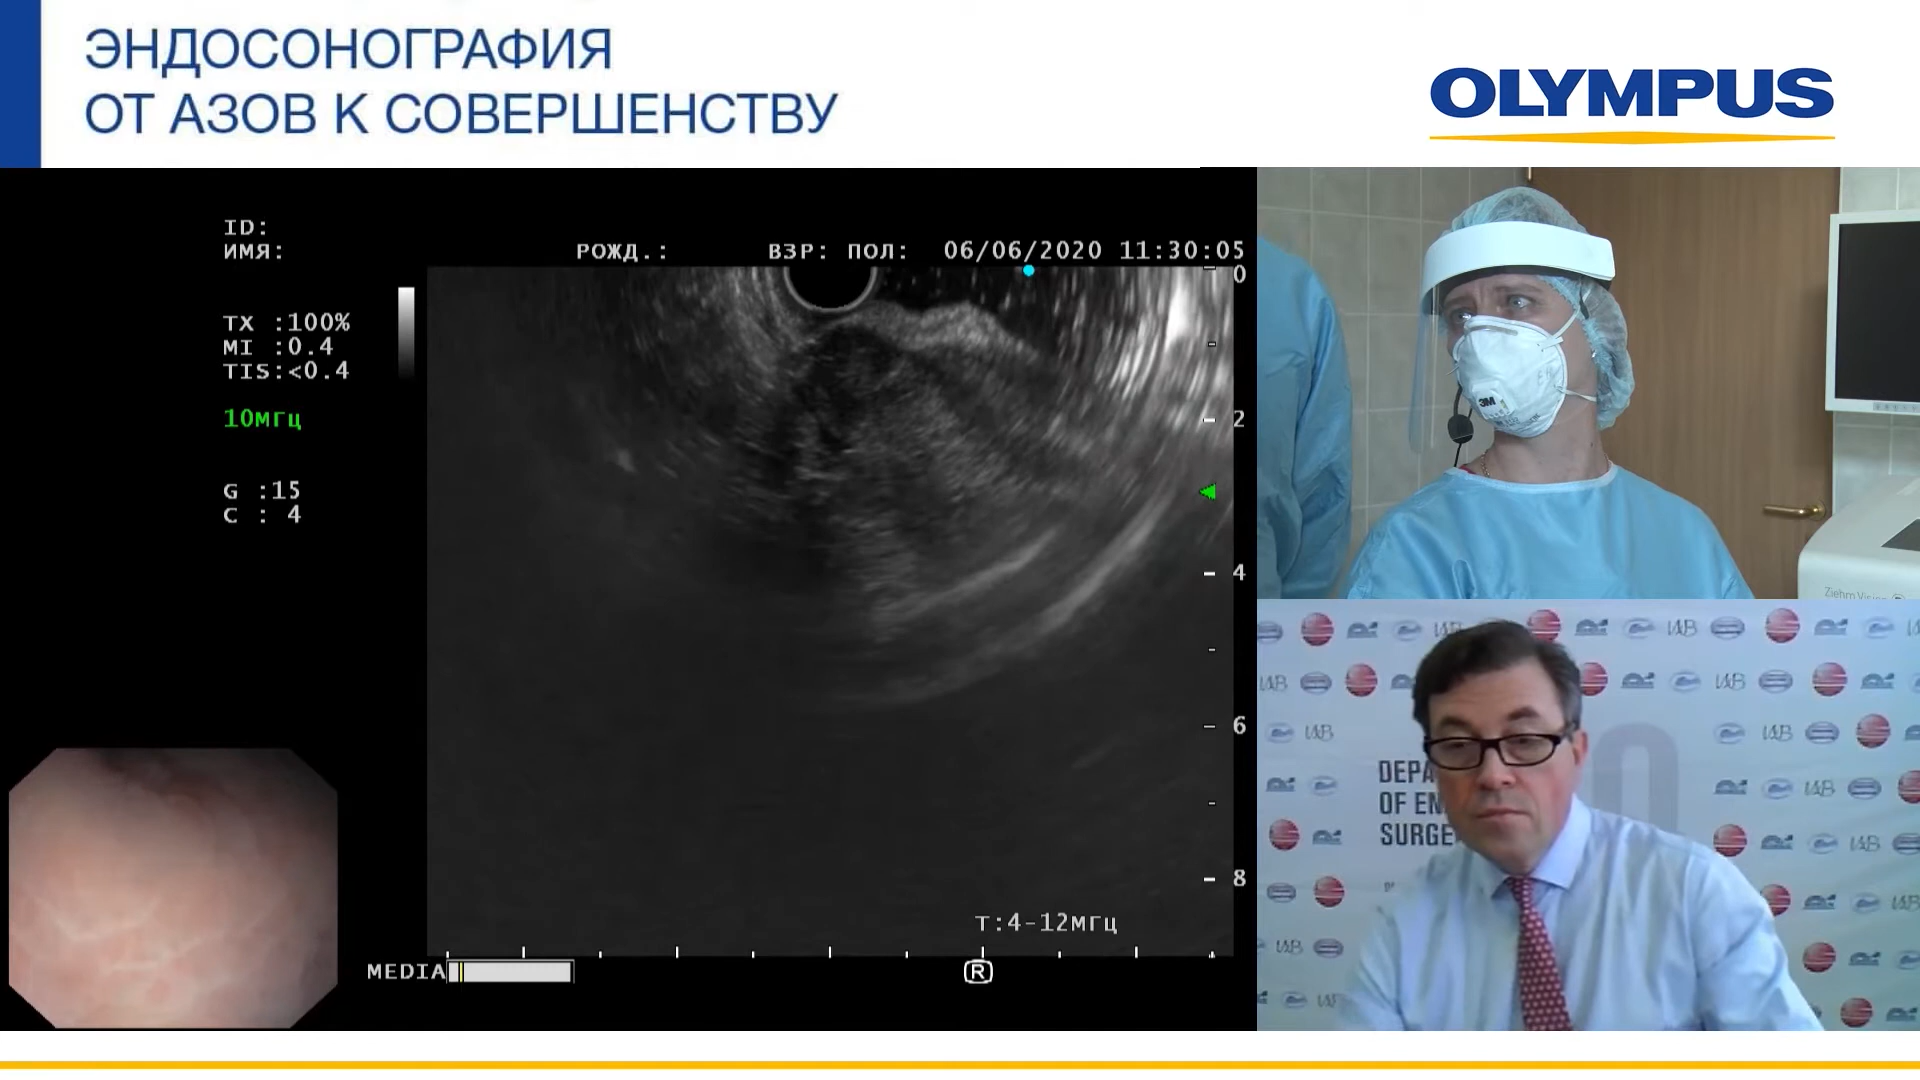 ЭНДОСОНОГРАФИЯ
ОТ АЗОВ К СОВЕРШЕНСТВУ
OLYMPUS
ID:
ИМЯ:
РОЖД.: ВЗР: ПОЛ: 06/06/2020 11:30:05
TX :100%
MI :0.4
TIS:<0.4
10мгц
G :15
C : 4
0
2
4
6
8
T:4-12мгц
MEDIA
R
3M
Ziehm Vision
DEPA
OF EN
SURGE